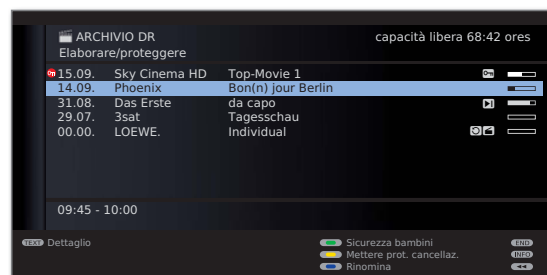 ARCHIVIO DR capacità libera 68:42 ores
Elaborare/proteggere
15.09. Sky Cinema HD Top-Movie 1
14.09. Phoenix Bon(n) jour Berlin
31.08. Das Erste da capo
29.07. 3sat Tagesschau
00.00. LOEWE. Individual
09:45 - 10:00
TEXT Dettaglio Sicurezza bambini END
Mettere prot. cancellaz. INFO
Rinomina